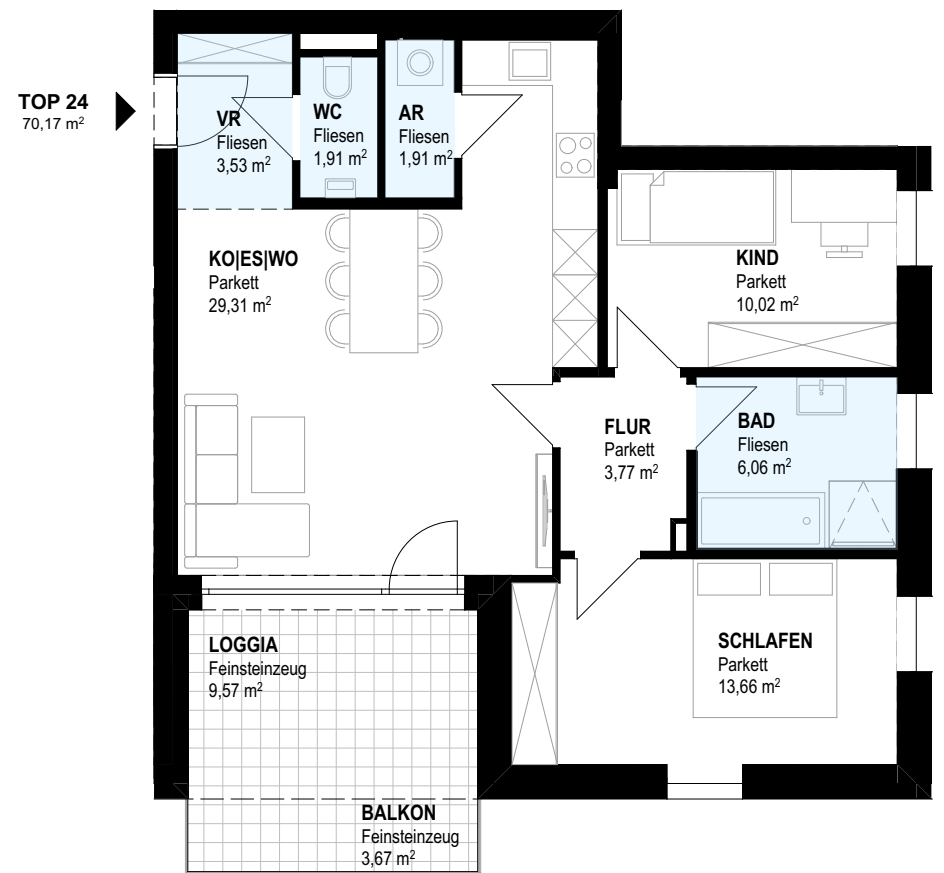 TOP 24
70,17 m²
VR
Fliesen
3,53 m²
WC
Fliesen
1,91 m²
AR
Fliesen
1,91 m²
KO|ES|WO
Parkett
29,31 m²
KIND
Parkett
10,02 m²
FLUR
Parkett
3,77 m²
BAD
Fliesen
6,06 m²
LOGGIA
Feinsteinzeug
9,57 m²
SCHLAFEN
Parkett
13,66 m²
BALKON
Feinsteinzeug
3,67 m²